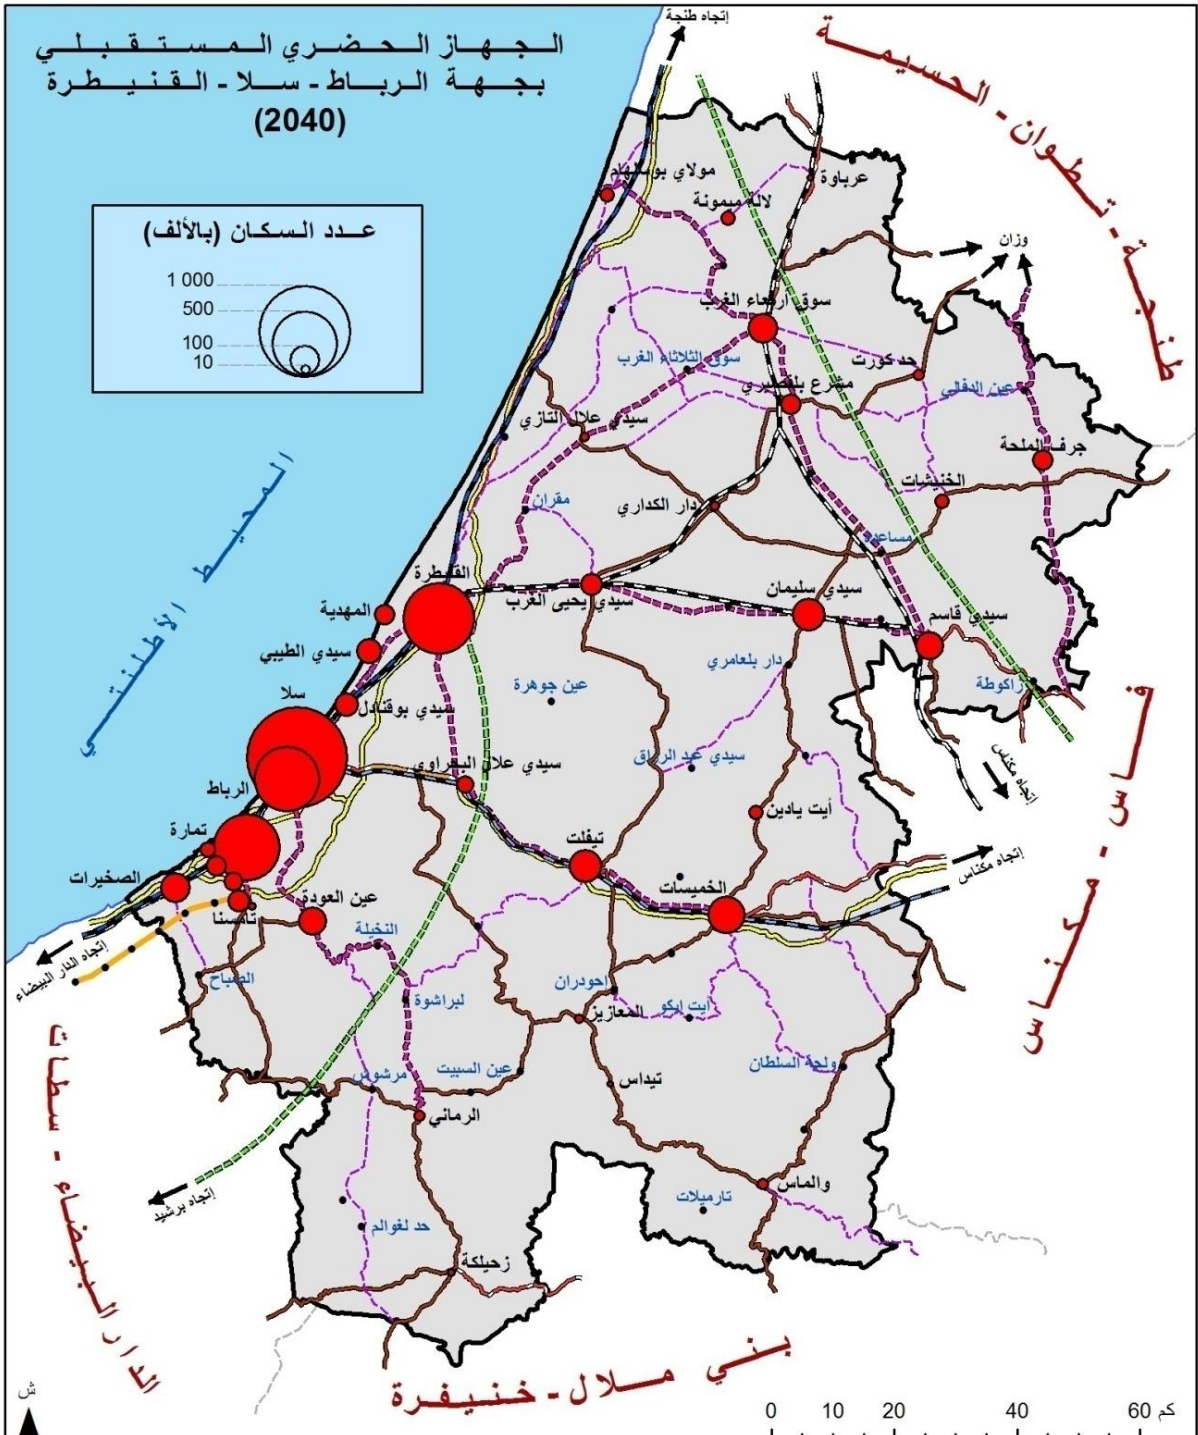 الجهاز الحضري المستقبلي
بجهة الرباط - سلا - القنيطرة
(2040)
إتجاه طنجة
طنجة - تطوان - الحسيمة
عدد السكان (بالألف)
1 000
500
100
10
مولاي بوسلهام
عرباوة
لالة ميمونة
وزان
سوق أربعاء الغرب
سوق الثلاثاء الغرب
حد كورت
مشرع بلقصيري
عين الدفالي
سيدي علال التازي
جرف الملحة
الخنيشات
مقران
دار الكداري
مساعدة
المحيط الأطلنتي
القنيطرة
سيدي يحيى الغرب
سيدي سليمان
سيدي قاسم
المهدية
سيدي الطيبي
دار بلعامري
زاكوطة
عين جوهرة
سلا
سيدي بوقنادل
سيدي علال البحراوي
سيدي عبد الرزاق
إتجاه مكناس
فاس - مكناس
الرباط
أيت يادين
تمارة
تيفلت
إتجاه مكناس
الصخيرات
الخميسات
تامسنا
عين العودة
النخيلة
إتجاه الدار البيضاء
الصباح
لبراشوة
احودران
أيت إيكو
المعازيز
الدار البيضاء - سطات
مرشوش
عين السبيت
تيداس
ولجة السلطان
الرماني
إتجاه برشيد
والماس
تارميلات
حد لغوالم
زحيلكة
بني ملال - خنيفرة
ش
0 10 20 40 60 كم